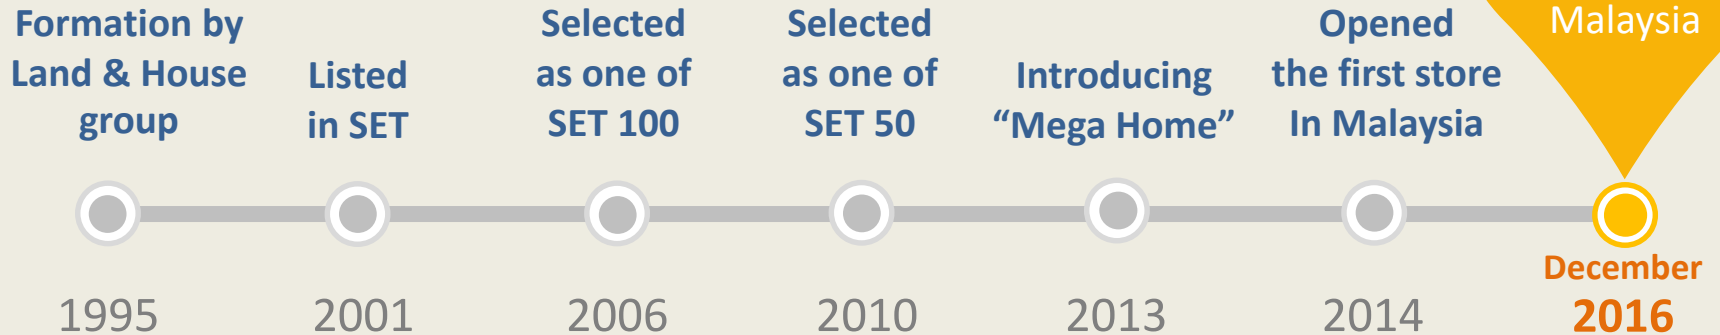 Formation by
Land & House
group
1995
Listed
in SET
2001
Selected
as one of
SET 100
2006
Selected
as one of
SET 50
2010
Introducing
“Mega Home”
2013
Opened
the first store
In Malaysia
2014
Malaysia
December
2016